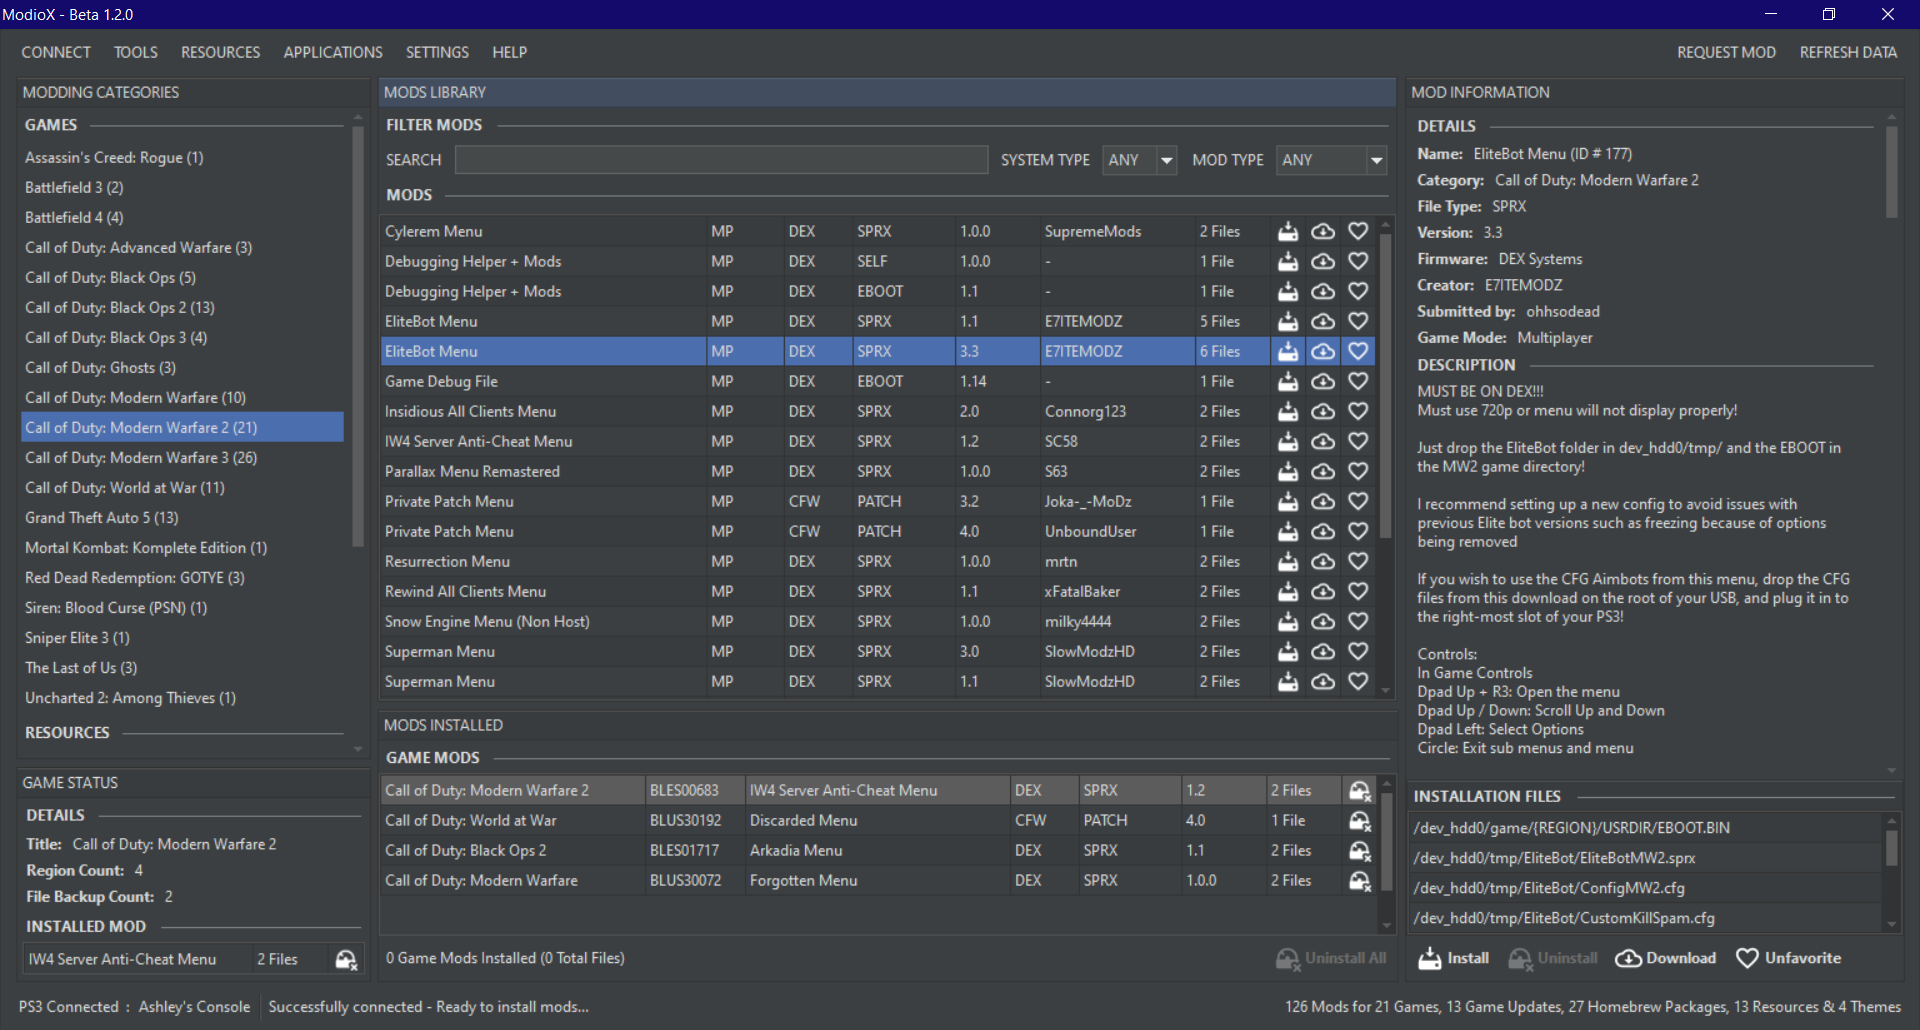 ModioX - Beta 1.2.0
CONNECT TOOLS RESOURCES APPLICATIONS SETTINGS HELP REQUEST MOD REFRESH DATA
MODDING CATEGORIES
GAMES
Assassin's Creed: Rogue (1)
Battlefield 3 (2)
Battlefield 4 (4)
Call of Duty: Advanced Warfare (3)
Call of Duty: Black Ops (5)
Call of Duty: Black Ops 2 (13)
Call of Duty: Black Ops 3 (4)
Call of Duty: Ghosts (3)
Call of Duty: Modern Warfare (10)
Call of Duty: Modern Warfare 2 (21)
Call of Duty: Modern Warfare 3 (26)
Call of Duty: World at War (11)
Grand Theft Auto 5 (13)
Mortal Kombat: Komplete Edition (1)
Red Dead Redemption: GOTYE (3)
Siren: Blood Curse (PSN) (1)
Sniper Elite 3 (1)
The Last of Us (3)
Uncharted 2: Among Thieves (1)
RESOURCES
GAME STATUS
DETAILS
Title: Call of Duty: Modern Warfare 2
Region Count: 4
File Backup Count: 2
INSTALLED MOD
IW4 Server Anti-Cheat Menu 2 Files
MODS LIBRARY
FILTER MODS
SEARCH SYSTEM TYPE ANY MOD TYPE ANY
MODS
Cylerem Menu MP DEX SPRX 1.0.0 SupremeMods 2 Files
Debugging Helper + Mods MP DEX SELF 1.0.0 - 1 File
Debugging Helper + Mods MP DEX EBOOT 1.1 - 1 File
EliteBot Menu MP DEX SPRX 1.1 E7ITEMODZ 5 Files
EliteBot Menu MP DEX SPRX 3.3 E7ITEMODZ 6 Files
Game Debug File MP DEX EBOOT 1.14 - 1 File
Insidious All Clients Menu MP DEX SPRX 2.0 Connorg123 2 Files
IW4 Server Anti-Cheat Menu MP DEX SPRX 1.2 SC58 2 Files
Parallax Menu Remastered MP DEX SPRX 1.0.0 S63 2 Files
Private Patch Menu MP CFW PATCH 3.2 Joka-_-MoDz 1 File
Private Patch Menu MP CFW PATCH 4.0 UnboundUser 1 File
Resurrection Menu MP DEX SPRX 1.0.0 mrtn 2 Files
Rewind All Clients Menu MP DEX SPRX 1.1 xFatalBaker 2 Files
Snow Engine Menu (Non Host) MP DEX SPRX 1.0.0 milky4444 2 Files
Superman Menu MP DEX SPRX 3.0 SlowModzHD 2 Files
Superman Menu MP DEX SPRX 1.1 SlowModzHD 2 Files
MODS INSTALLED
GAME MODS
Call of Duty: Modern Warfare 2 BLES00683 IW4 Server Anti-Cheat Menu DEX SPRX 1.2 2 Files
Call of Duty: World at War BLUS30192 Discarded Menu CFW PATCH 4.0 1 File
Call of Duty: Black Ops 2 BLES01717 Arkadia Menu DEX SPRX 1.1 2 Files
Call of Duty: Modern Warfare BLUS30072 Forgotten Menu DEX SPRX 1.0.0 2 Files
0 Game Mods Installed (0 Total Files) Uninstall All
MOD INFORMATION
DETAILS
Name: EliteBot Menu (ID # 177)
Category: Call of Duty: Modern Warfare 2
File Type: SPRX
Version: 3.3
Firmware: DEX Systems
Creator: E7ITEMODZ
Submitted by: ohhsodead
Game Mode: Multiplayer
DESCRIPTION
MUST BE ON DEX!!!
Must use 720p or menu will not display properly!
Just drop the EliteBot folder in dev_hdd0/tmp/ and the EBOOT in
the MW2 game directory!
I recommend setting up a new config to avoid issues with
previous Elite bot versions such as freezing because of options
being removed
If you wish to use the CFG Aimbots from this menu, drop the CFG
files from this download on the root of your USB, and plug it in to
the right-most slot of your PS3!
Controls:
In Game Controls
Dpad Up + R3: Open the menu
Dpad Up / Down: Scroll Up and Down
Dpad Left: Select Options
Circle: Exit sub menus and menu
INSTALLATION FILES
/dev_hdd0/game/{REGION}/USRDIR/EBOOT.BIN
/dev_hdd0/tmp/EliteBot/EliteBotMW2.sprx
/dev_hdd0/tmp/EliteBot/ConfigMW2.cfg
/dev_hdd0/tmp/EliteBot/CustomKillSpam.cfg
Install Uninstall Download Unfavorite
PS3 Connected : Ashley's Console Successfully connected - Ready to install mods... 126 Mods for 21 Games, 13 Game Updates, 27 Homebrew Packages, 13 Resources & 4 Themes